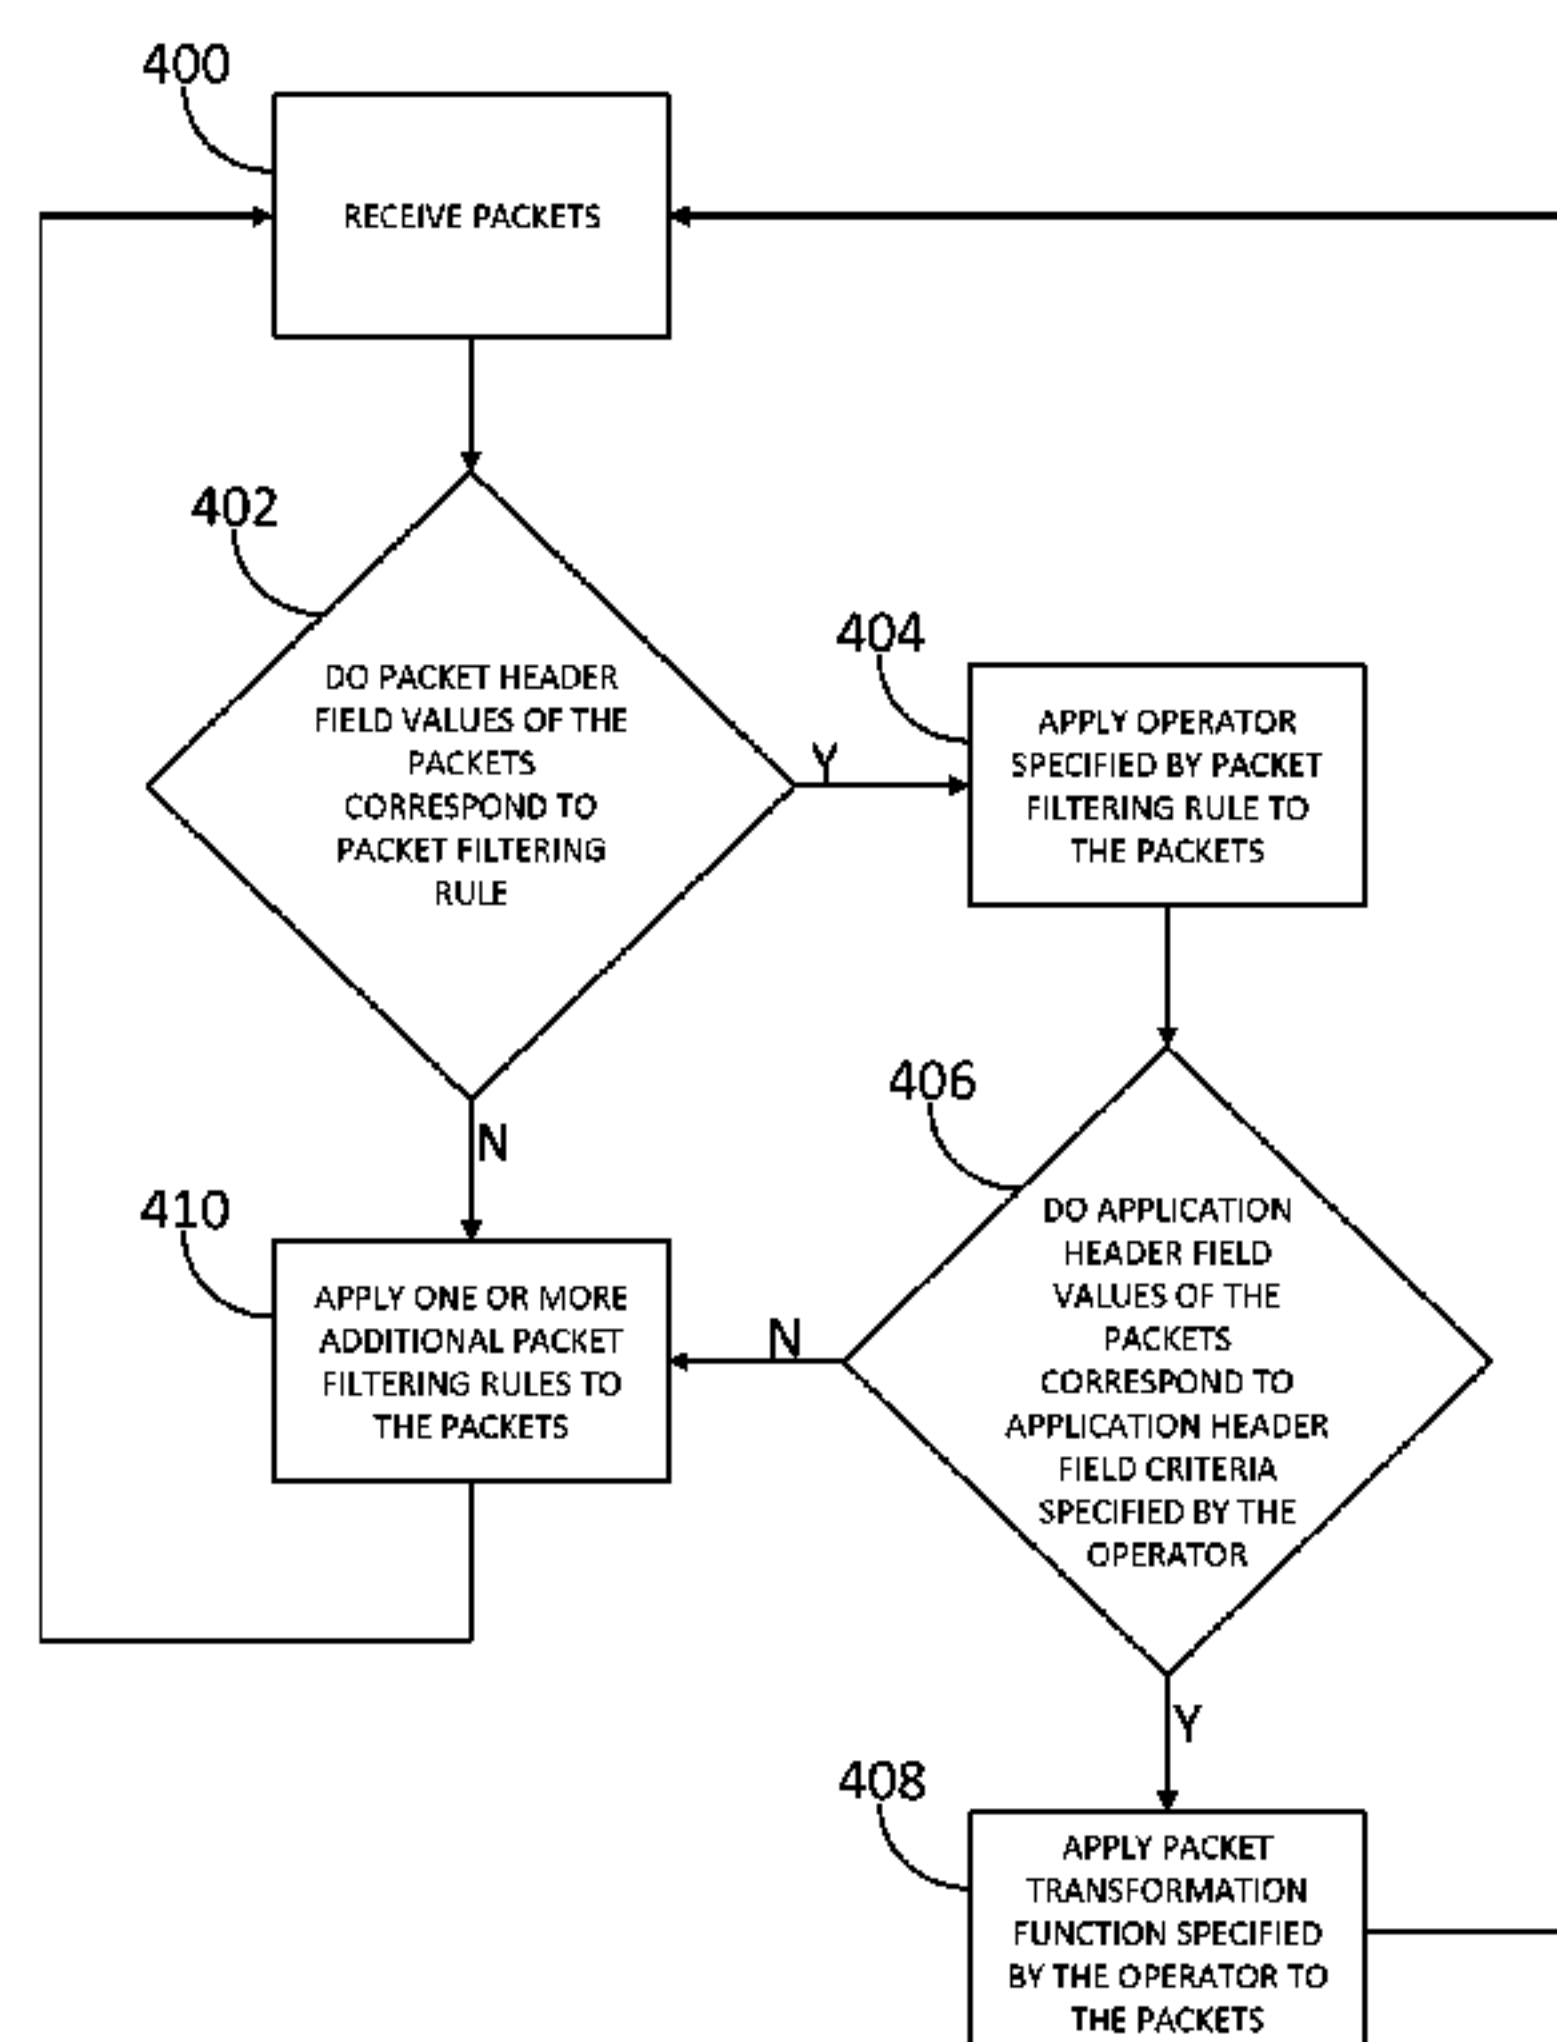 400
RECEIVE PACKETS
402
DO PACKET HEADER
FIELD VALUES OF THE
PACKETS
CORRESPOND TO
PACKET FILTERING
RULE
Y
404
APPLY OPERATOR
SPECIFIED BY PACKET
FILTERING RULE TO
THE PACKETS
N
406
DO APPLICATION
HEADER FIELD
VALUES OF THE
PACKETS
CORRESPOND TO
APPLICATION HEADER
FIELD CRITERIA
SPECIFIED BY THE
OPERATOR
N
410
APPLY ONE OR MORE
ADDITIONAL PACKET
FILTERING RULES TO
THE PACKETS
Y
408
APPLY PACKET
TRANSFORMATION
FUNCTION SPECIFIED
BY THE OPERATOR TO
THE PACKETS